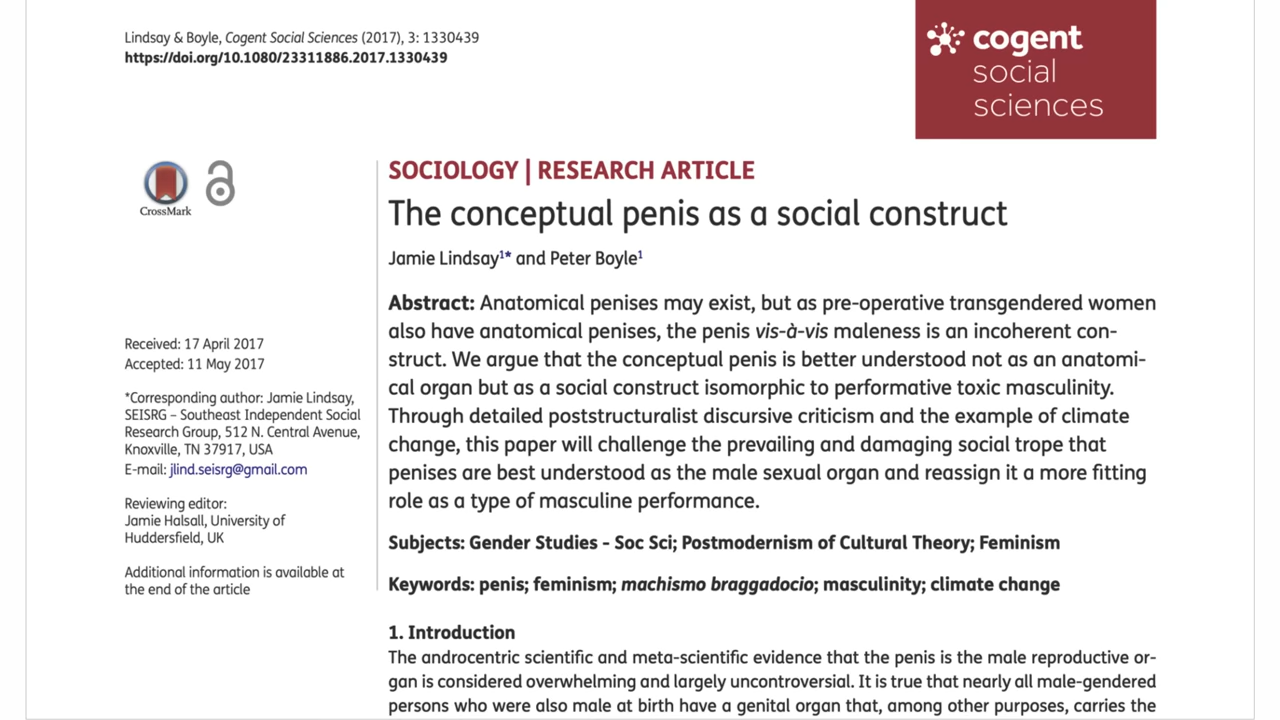 Lindsay & Boyle, Cogent Social Sciences (2017), 3: 1330439
https://doi.org/10.1080/23311886.2017.1330439
cogent
social
sciences
CrossMark
SOCIOLOGY | RESEARCH ARTICLE
The conceptual penis as a social construct
Jamie Lindsay¹* and Peter Boyle¹
Abstract: Anatomical penises may exist, but as pre-operative transgendered women
also have anatomical penises, the penis vis-à-vis maleness is an incoherent con-
struct. We argue that the conceptual penis is better understood not as an anatomi-
cal organ but as a social construct isomorphic to performative toxic masculinity.
Through detailed poststructuralist discursive criticism and the example of climate
change, this paper will challenge the prevailing and damaging social trope that
penises are best understood as the male sexual organ and reassign it a more fitting
role as a type of masculine performance.
Subjects: Gender Studies - Soc Sci; Postmodernism of Cultural Theory; Feminism
Keywords: penis; feminism; machismo braggadocio; masculinity; climate change
Received: 17 April 2017
Accepted: 11 May 2017
*Corresponding author: Jamie Lindsay,
SEISRG – Southeast Independent Social
Research Group, 512 N. Central Avenue,
Knoxville, TN 37917, USA
E-mail: jlind.seisrg@gmail.com
Reviewing editor:
Jamie Halsall, University of
Huddersfield, UK
Additional information is available at
the end of the article
1. Introduction
The androcentric scientific and meta-scientific evidence that the penis is the male reproductive or-
gan is considered overwhelming and largely uncontroversial. It is true that nearly all male-gendered
persons who were also male at birth have a genital organ that, among other purposes, carries the